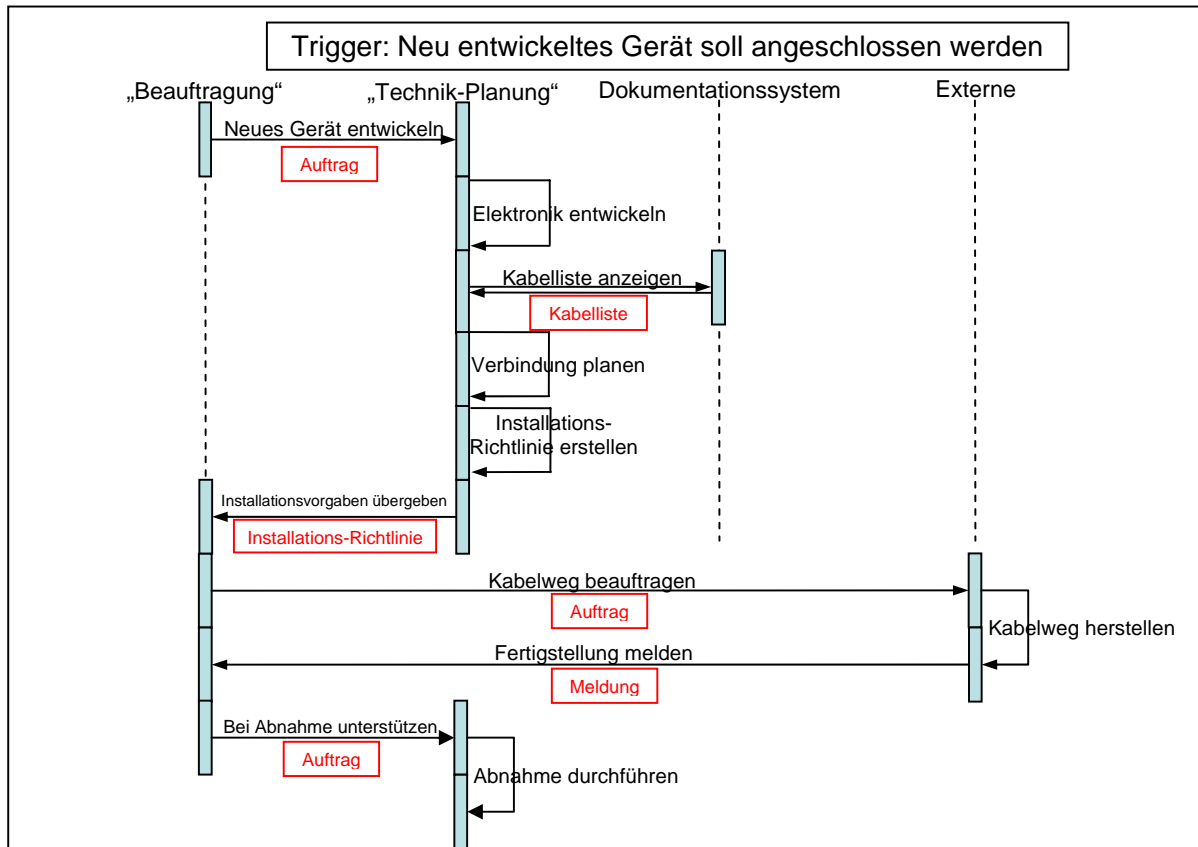 Trigger: Neu entwickeltes Gerät soll angeschlossen werden
„Beauftragung“
„Technik-Planung“
Dokumentationssystem
Externe
Neues Gerät entwickeln
Auftrag
Elektronik entwickeln
Kabelliste anzeigen
Kabelliste
Verbindung planen
Installations-
Richtlinie erstellen
Installationsvorgaben übergeben
Installations-Richtlinie
Kabelweg beauftragen
Auftrag
Kabelweg herstellen
Fertigstellung melden
Meldung
Bei Abnahme unterstützen
Auftrag
Abnahme durchführen